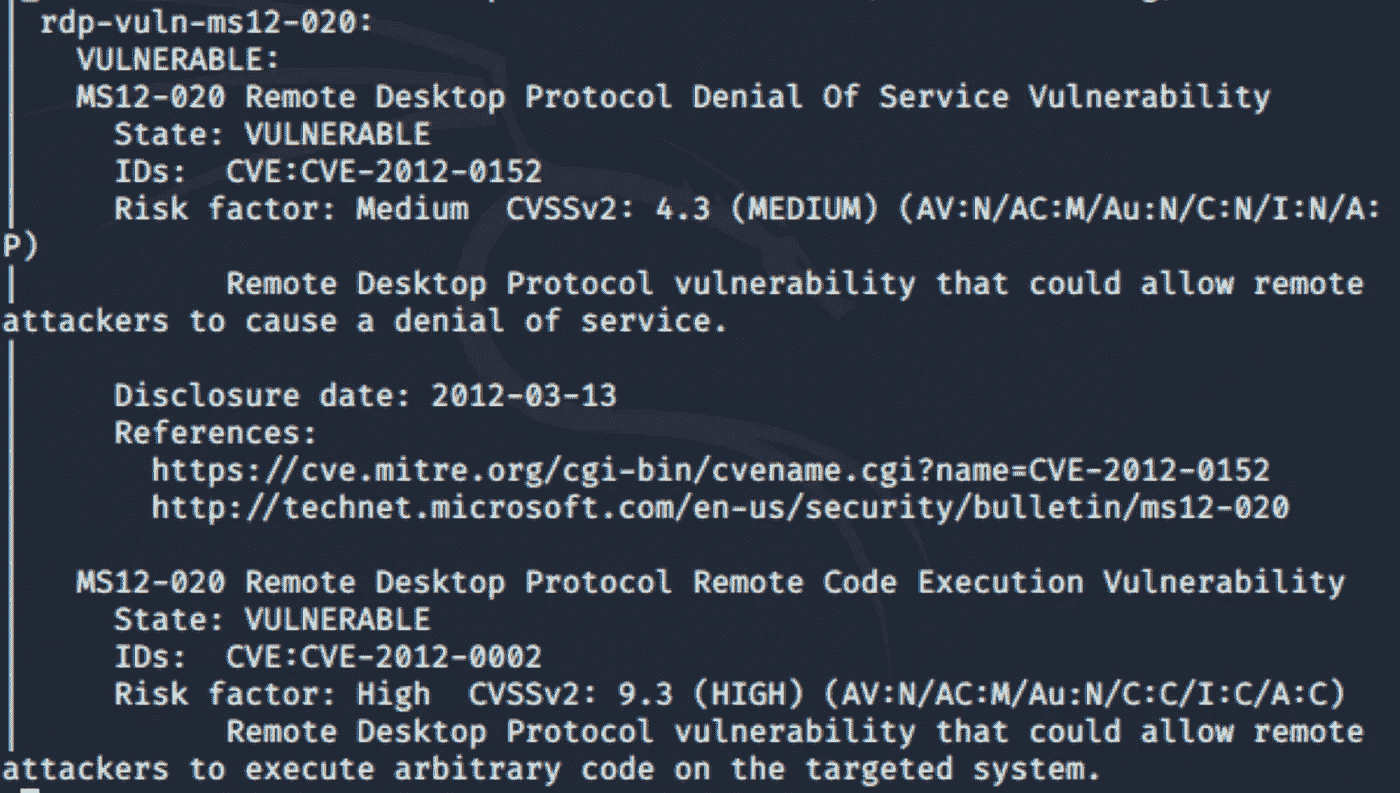 rdp-vuln-ms12-020:
VULNERABLE:
MS12-020 Remote Desktop Protocol Denial Of Service Vulnerability
State: VULNERABLE
IDs:  CVE:CVE-2012-0152
Risk factor: Medium  CVSSv2: 4.3 (MEDIUM) (AV:N/AC:M/Au:N/C:N/I:N/A:
P)
|           Remote Desktop Protocol vulnerability that could allow remote
attackers to cause a denial of service.
Disclosure date: 2012-03-13
References:
https://cve.mitre.org/cgi-bin/cvename.cgi?name=CVE-2012-0152
http://technet.microsoft.com/en-us/security/bulletin/ms12-020
MS12-020 Remote Desktop Protocol Remote Code Execution Vulnerability
State: VULNERABLE
IDs:  CVE:CVE-2012-0002
Risk factor: High  CVSSv2: 9.3 (HIGH) (AV:N/AC:M/Au:N/C:C/I:C/A:C)
Remote Desktop Protocol vulnerability that could allow remote
attackers to execute arbitrary code on the targeted system.